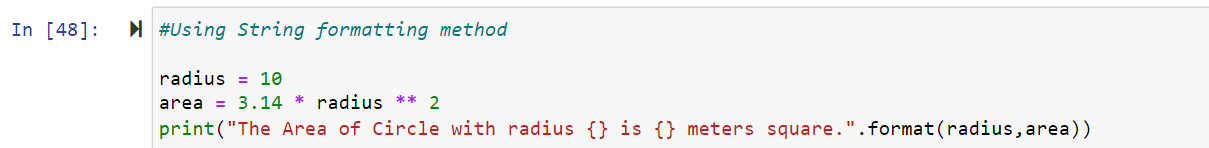 In [48]: #Using String formatting method
radius = 10
area = 3.14 * radius ** 2
print("The Area of Circle with radius {} is {} meters square.".format(radius,area))